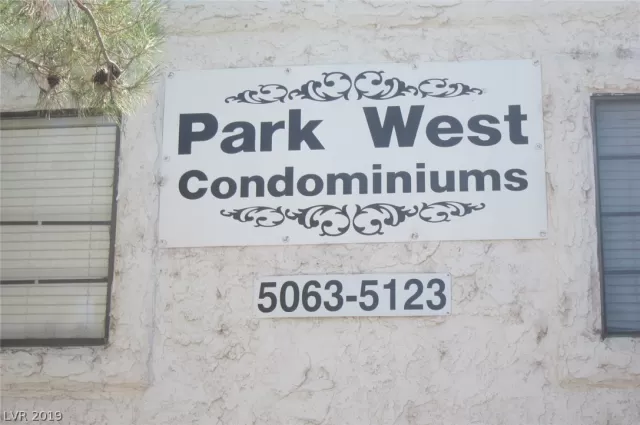 Park West
Condominiums
5063-5123
LVR 2019